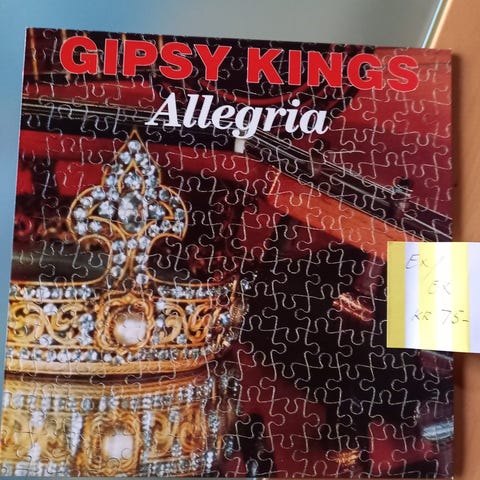 GIPSY KINGS
Allegria
EX/
EX
KR 75-